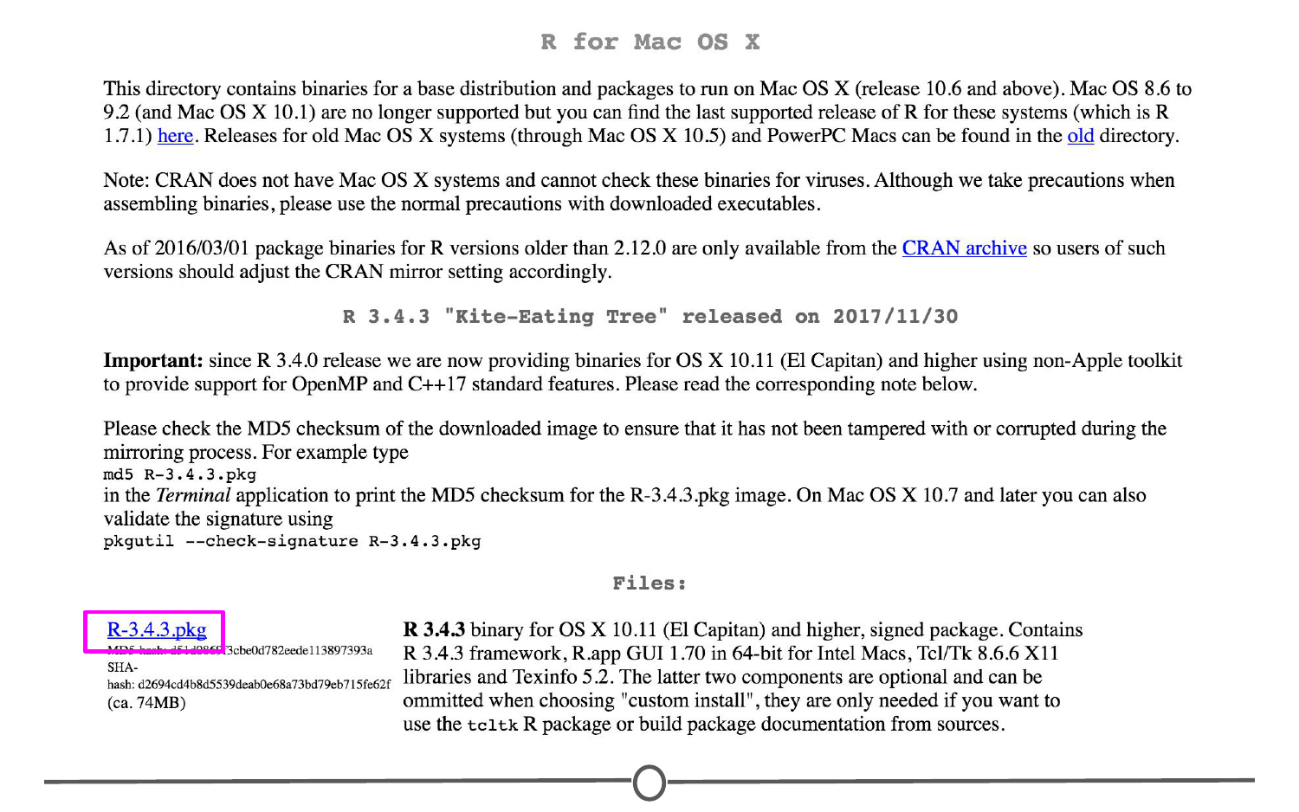 R for Mac OS X
This directory contains binaries for a base distribution and packages to run on Mac OS X (release 10.6 and above). Mac OS 8.6 to
9.2 (and Mac OS X 10.1) are no longer supported but you can find the last supported release of R for these systems (which is R
1.7.1) here. Releases for old Mac OS X systems (through Mac OS X 10.5) and PowerPC Macs can be found in the old directory.
Note: CRAN does not have Mac OS X systems and cannot check these binaries for viruses. Although we take precautions when
assembling binaries, please use the normal precautions with downloaded executables.
As of 2016/03/01 package binaries for R versions older than 2.12.0 are only available from the CRAN archive so users of such
versions should adjust the CRAN mirror setting accordingly.
R 3.4.3 "Kite-Eating Tree" released on 2017/11/30
Important: since R 3.4.0 release we are now providing binaries for OS X 10.11 (El Capitan) and higher using non-Apple toolkit
to provide support for OpenMP and C++17 standard features. Please read the corresponding note below.
Please check the MD5 checksum of the downloaded image to ensure that it has not been tampered with or corrupted during the
mirroring process. For example type
md5 R-3.4.3.pkg
in the Terminal application to print the MD5 checksum for the R-3.4.3.pkg image. On Mac OS X 10.7 and later you can also
validate the signature using
pkgutil --check-signature R-3.4.3.pkg
Files:
R-3.4.3.pkg
MD5 hash:
SHA-
hash: d2694cd4b8d5539deab0e68a73bd79eb715fe62f
(ca. 74MB)
R 3.4.3 binary for OS X 10.11 (El Capitan) and higher, signed package. Contains
R 3.4.3 framework, R.app GUI 1.70 in 64-bit for Intel Macs, Tcl/Tk 8.6.6 X11
libraries and Texinfo 5.2. The latter two components are optional and can be
ommitted when choosing "custom install", they are only needed if you want to
use the tcltk R package or build package documentation from sources.